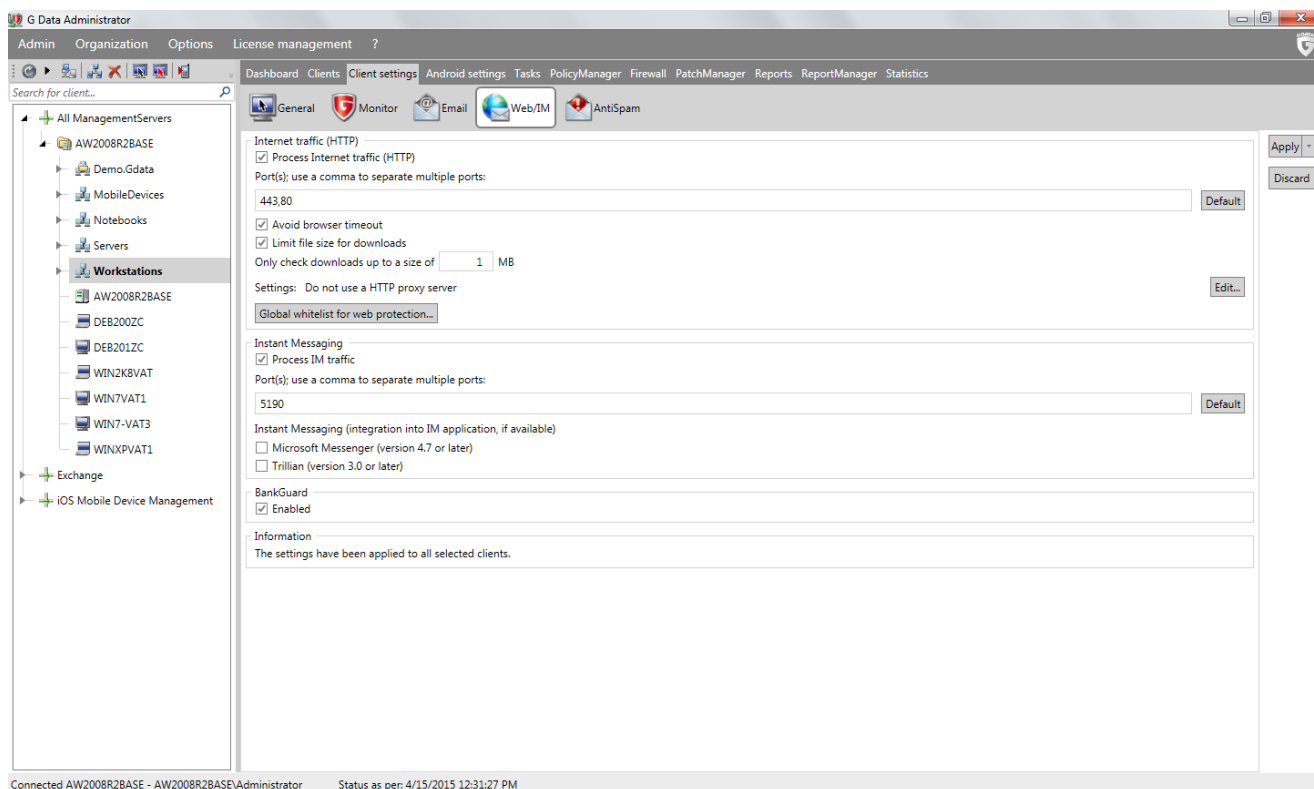 G Data Administrator
Admin Organization Options License management ?
Dashboard Clients Client settings Android settings Tasks PolicyManager Firewall PatchManager Reports ReportManager Statistics
Search for client...
General Monitor Email Web/IM AntiSpam
All ManagementServers
AW2008R2BASE
Demo.Gdata
MobileDevices
Notebooks
Servers
Workstations
AW2008R2BASE
DEB200ZC
DEB201ZC
WIN2K8VAT
WIN7VAT1
WIN7-VAT3
WINXPVAT1
Exchange
iOS Mobile Device Management
Internet traffic (HTTP)
Process Internet traffic (HTTP)
Port(s); use a comma to separate multiple ports:
443,80 Default
Avoid browser timeout
Limit file size for downloads
Only check downloads up to a size of 1 MB
Settings: Do not use a HTTP proxy server Edit...
Global whitelist for web protection...
Instant Messaging
Process IM traffic
Port(s); use a comma to separate multiple ports:
5190 Default
Instant Messaging (integration into IM application, if available)
Microsoft Messenger (version 4.7 or later)
Trillian (version 3.0 or later)
BankGuard
Enabled
Information
The settings have been applied to all selected clients.
Apply
Discard
Connected AW2008R2BASE - AW2008R2BASE\Administrator Status as per: 4/15/2015 12:31:27 PM